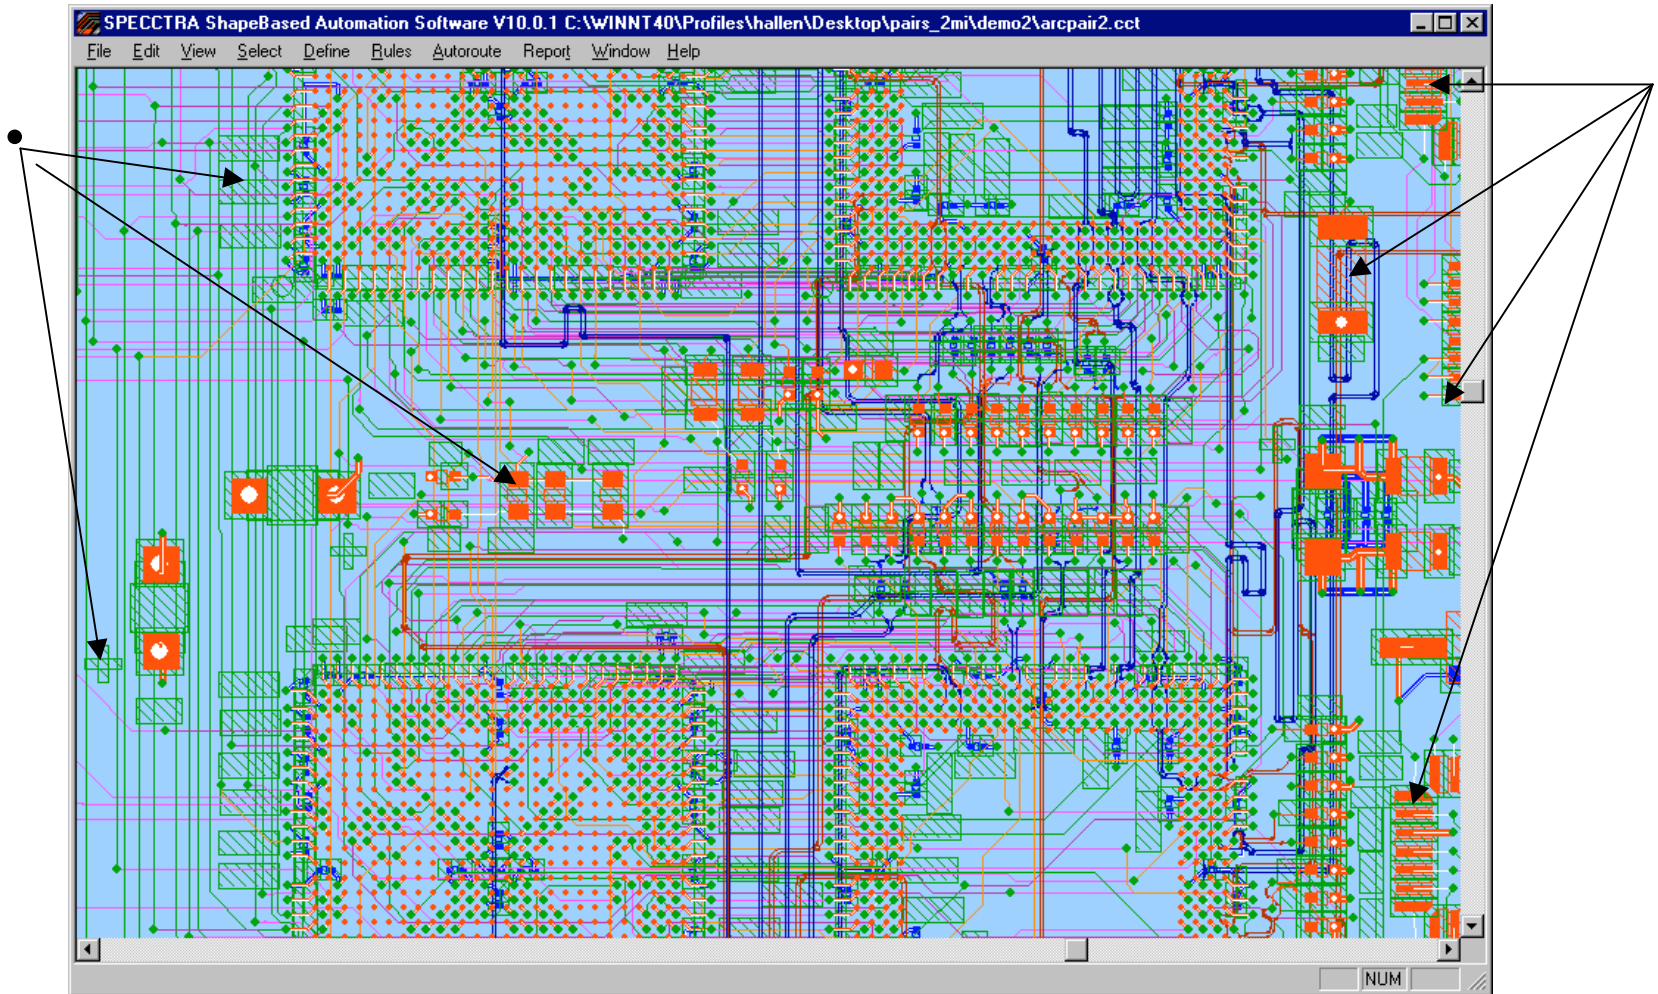 SPECCTRA ShapeBased Automation Software V10.0.1 C:\WINNT40\Profiles\hallen\Desktop\pairs_2mi\demo2\arcpair2.cct
File Edit View Select Define Rules Autoroute Report Window Help
NUM